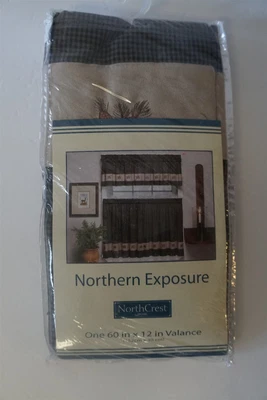 Northern Exposure
NorthCrest
One 60 in x 12 in Valance